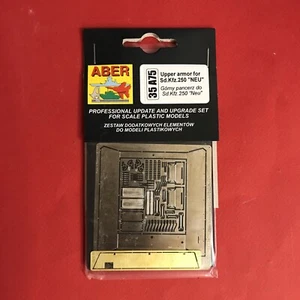 ABER
35 A75
Upper armor for
Sd.Kfz.250 "NEU"
Górny pancerz do
Sd.Kfz.250 "Neu"
PROFESSIONAL UPDATE AND UPGRADE SET
FOR SCALE PLASTIC MODELS
ZESTAW DODATKOWYCH ELEMENTÓW
DO MODELI PLASTIKOWYCH